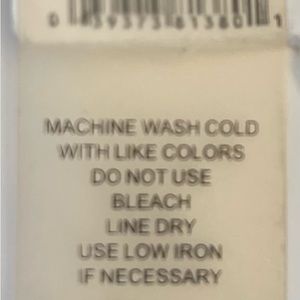 MACHINE WASH COLD
WITH LIKE COLORS
DO NOT USE
BLEACH
LINE DRY
USE LOW IRON
IF NECESSARY